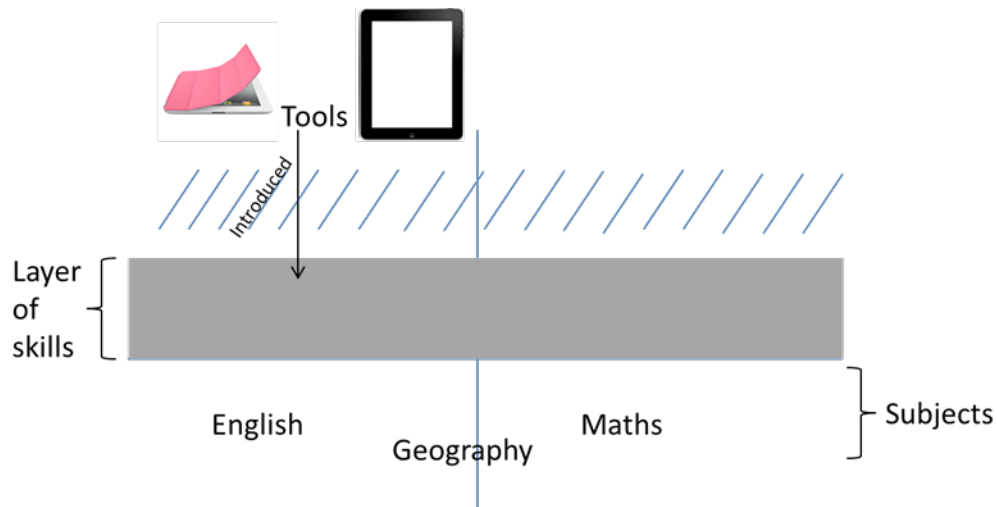 Tools
Introduced
Layer
of
skills
English
Maths
Geography
Subjects